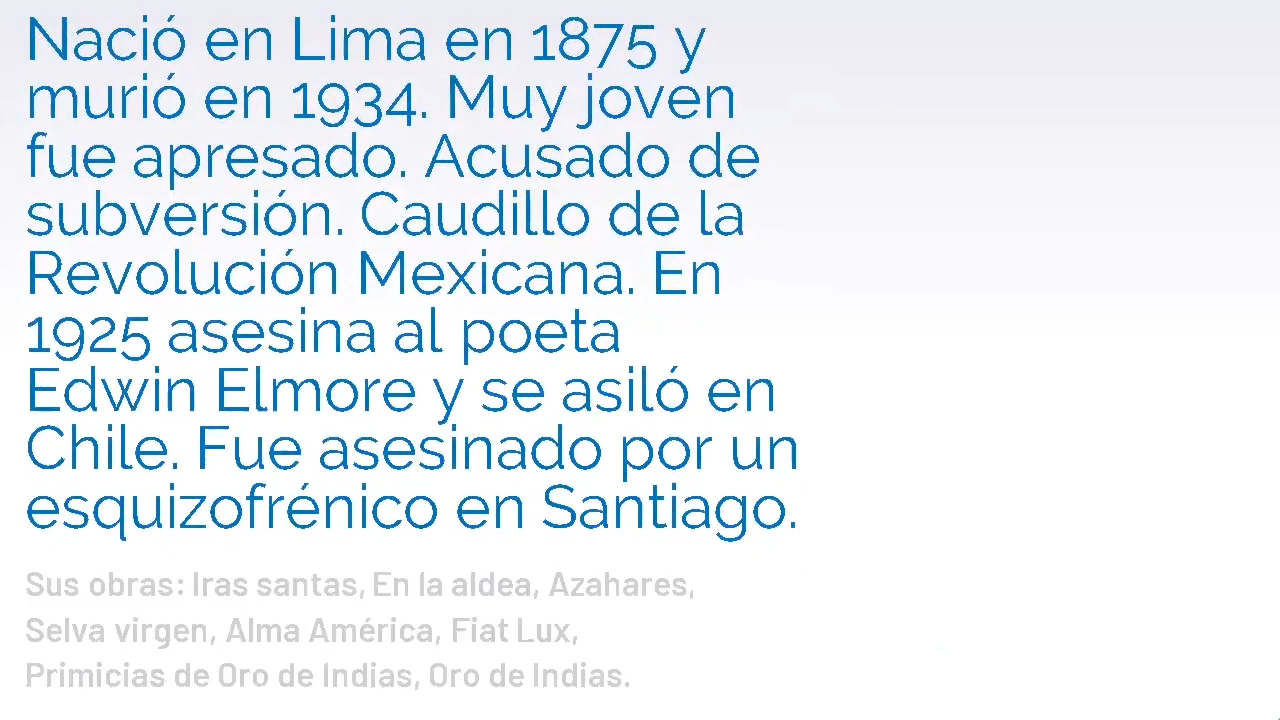 Nació en Lima en 1875 y
murió en 1934. Muy joven
fue apresado. Acusado de
subversión. Caudillo de la
Revolución Mexicana. En
1925 asesina al poeta
Edwin Elmore y se asiló en
Chile. Fue asesinado por un
esquizofrénico en Santiago.
Sus obras: Iras santas, En la aldea, Azahares,
Selva virgen, Alma América, Fiat Lux,
Primicias de Oro de Indias, Oro de Indias.